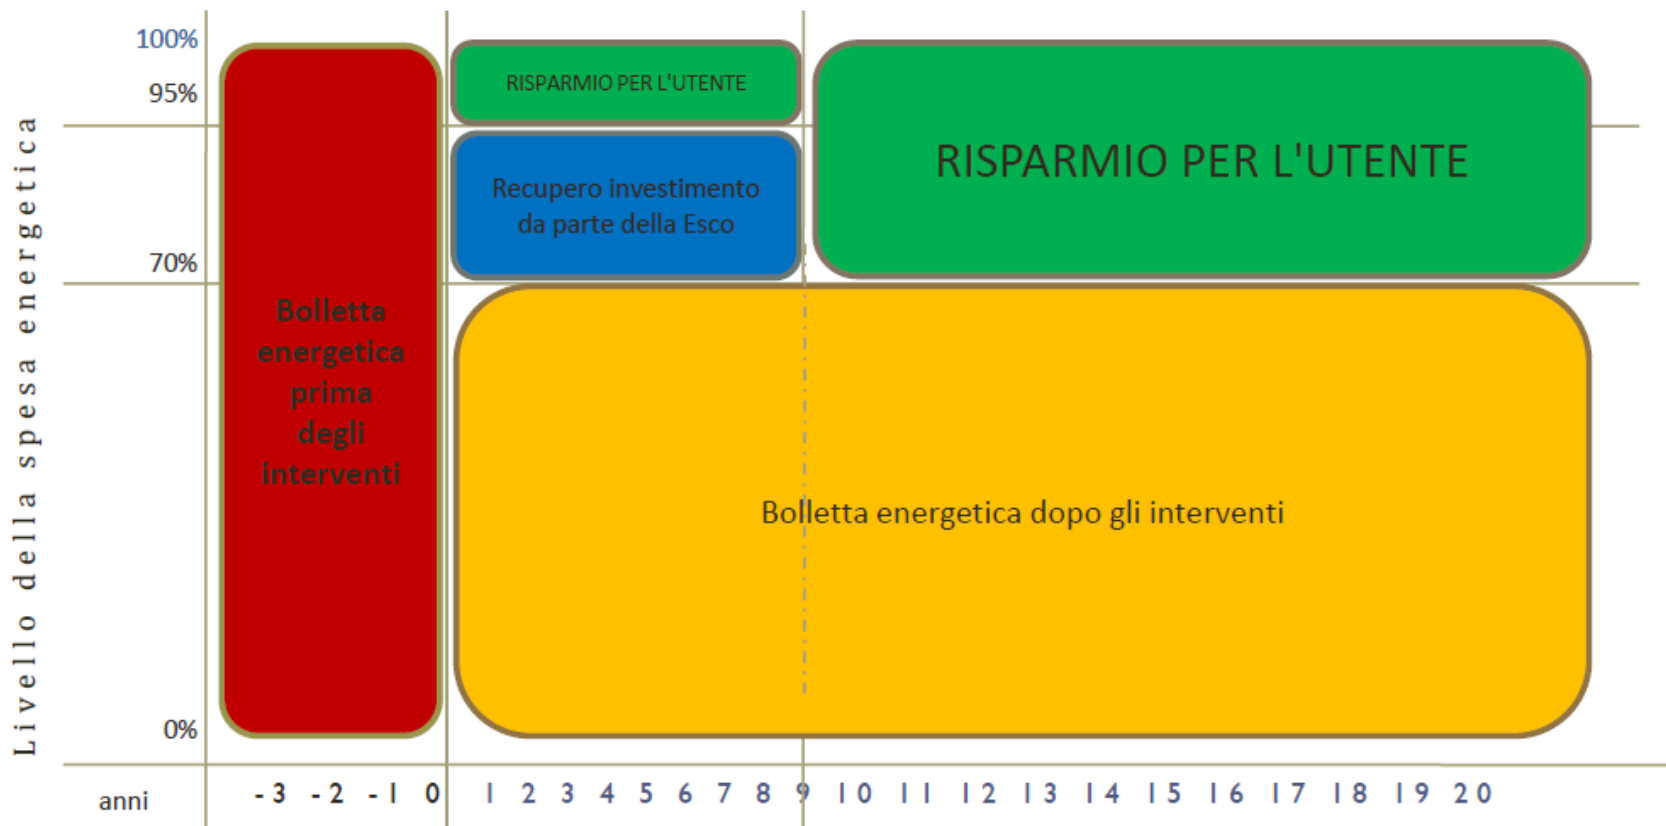 Livello della spesa energetica
100%
95%
70%
0%
Bolletta
energetica
prima
degli
interventi
RISPARMIO PER L'UTENTE
Recupero investimento
da parte della Esco
RISPARMIO PER L'UTENTE
Bolletta energetica dopo gli interventi
anni -3 -2 -1 0 1 2 3 4 5 6 7 8 9 10 11 12 13 14 15 16 17 18 19 20